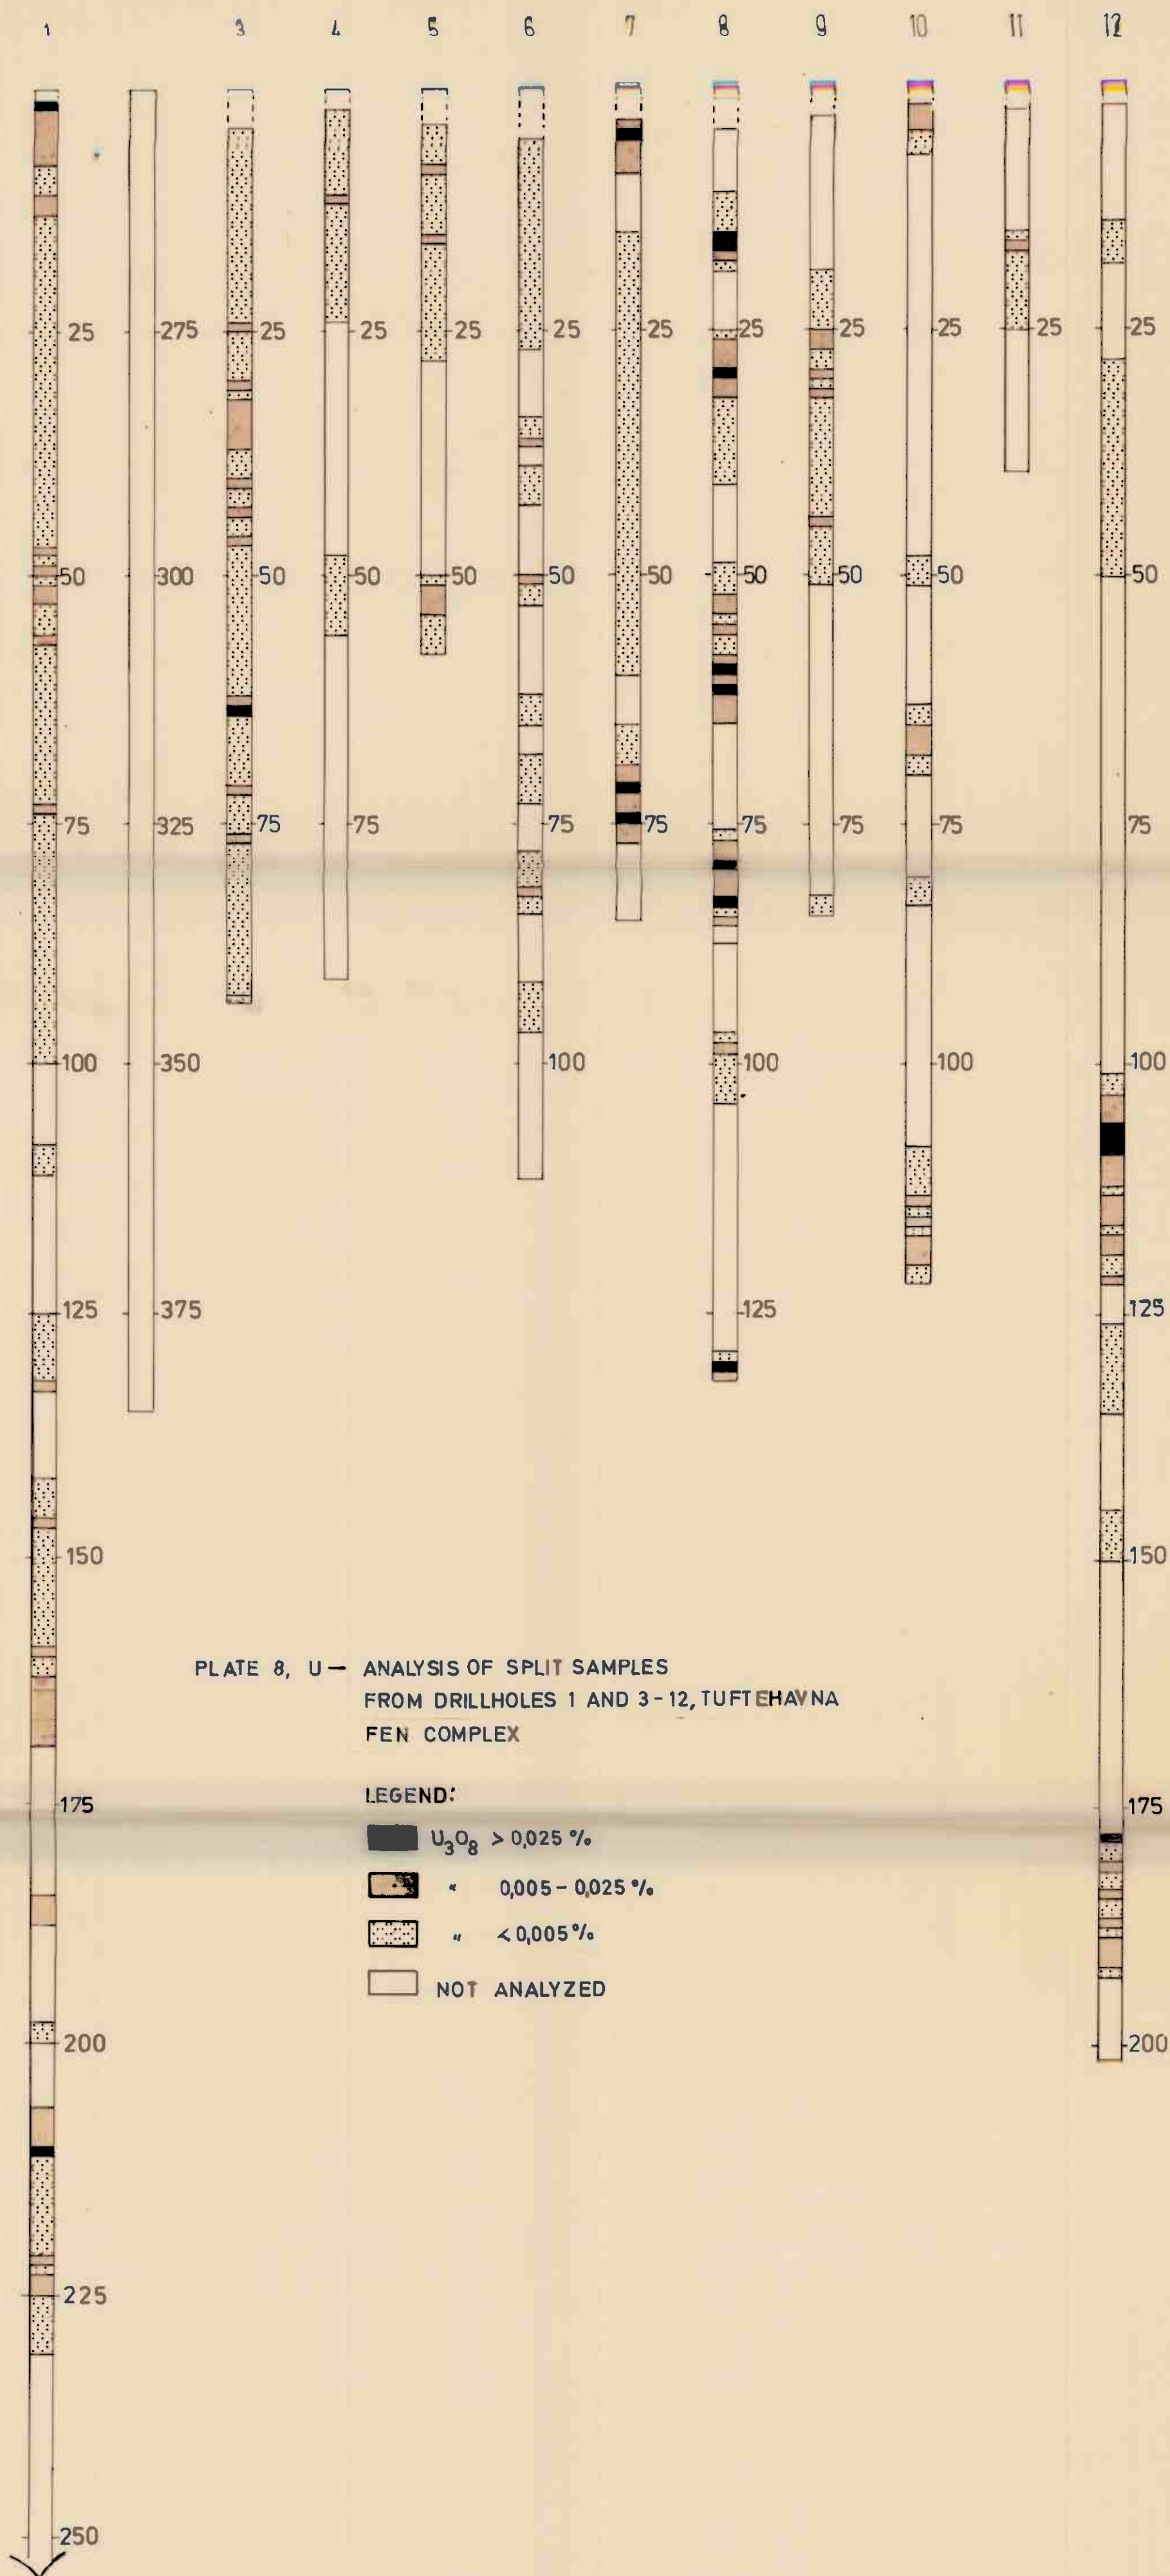 1 3 4 5 6 7 8 9 10 11 12
25 275 25 25 25 25 25 25 25 25 25 25
50 300 50 50 50 50 50 50 50 50 50
75 325 75 75 75 75 75 75 75 75
100 350 100 100 100 100
125 375 125 125
150 150
PLATE 8, U — ANALYSIS OF SPLIT SAMPLES
FROM DRILLHOLES 1 AND 3-12, TUFTEHAVNA
FEN COMPLEX
LEGEND:
175 175
U₃O₈ > 0,025 %
" 0,005 - 0,025 %
" < 0,005 %
NOT ANALYZED
200 200
225
250